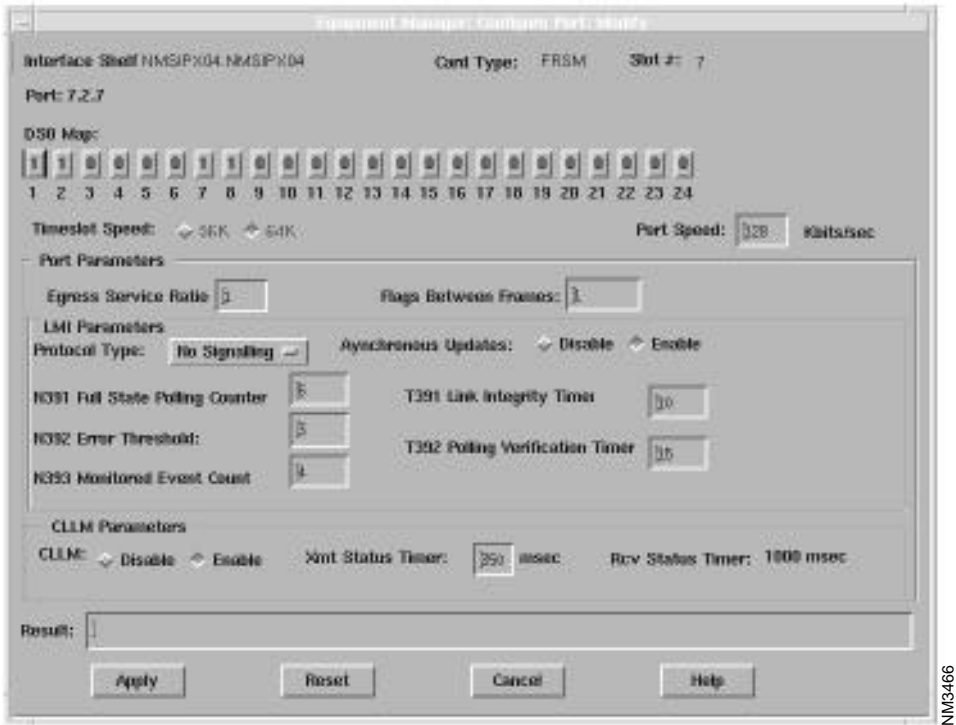 Equipment Manager: Configure Port: Modify
Interface Shelf NMSIPX04.NMSIPX04 Card Type: FRSM Slot #: 7
Port: 7.2.7
DS0 Map:
1 1 0 0 0 0 1 1 0 0 0 0 0 0 0 0 0 0 0 0 0 0 0 0
1 2 3 4 5 6 7 8 9 10 11 12 13 14 15 16 17 18 19 20 21 22 23 24
Timeslot Speed: 56K 64K Port Speed: 128 Kbits/sec
Port Parameters
Egress Service Ratio Flags Between Frames: 1
LMI Parameters
Protocol Type: No Signalling Aynchronous Updates: Disable Enable
N391 Full State Polling Counter T391 Link Integrity Timer 10
N392 Error Threshold: 3
T392 Polling Verification Timer 15
N393 Monitored Event Count 4
CLLM Parameters
CLLM: Disable Enable Xmt Status Timer: 350 msec Rcv Status Timer: 1000 msec
Result:
Apply Reset Cancel Help
NM3466